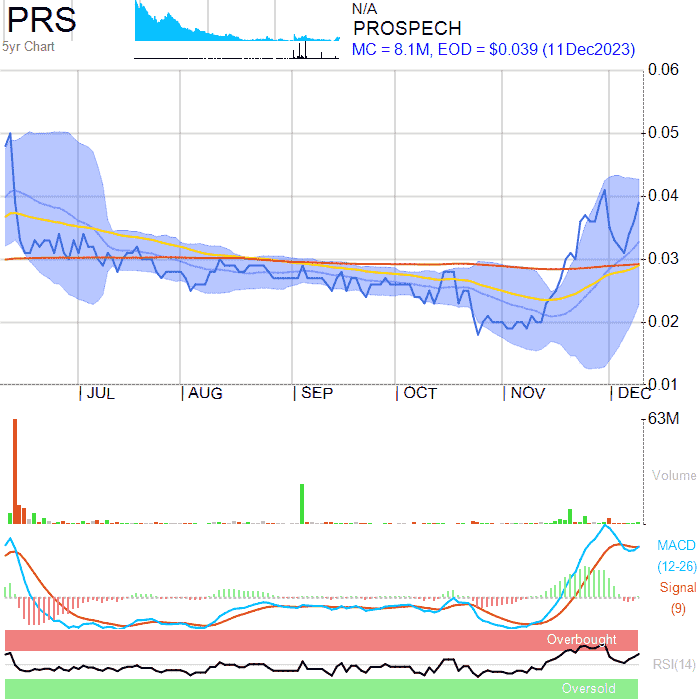 PRS
5yr Chart
N/A
PROSPECH
MC = 8.1M, EOD = $0.039 (11Dec2023)
0.06
0.05
0.04
0.03
0.02
0.01
JUL AUG SEP OCT NOV DEC
63M
Volume
MACD
(12-26)
Signal
(9)
Overbought
RSI(14)
Oversold